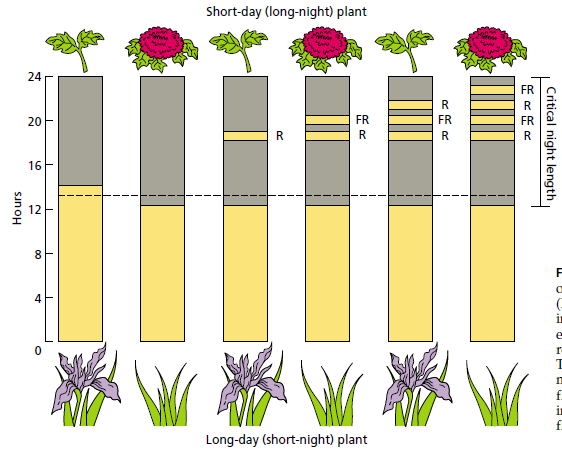 Short-day (long-night) plant
24
20
16
12
8
4
0
Hours
R
FR
R
R
FR
R
FR
R
FR
R
Critical night length
Long-day (short-night) plant
F
o
(
i
e
r
T
n
f
i
f